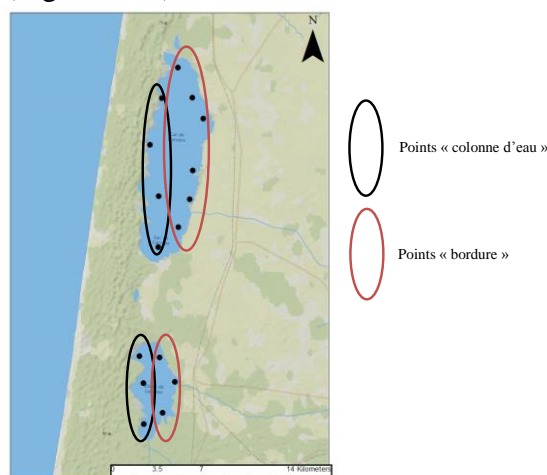 N
Points « colonne d'eau »
Points « bordure »
0 3.5 7 14 Kilometers